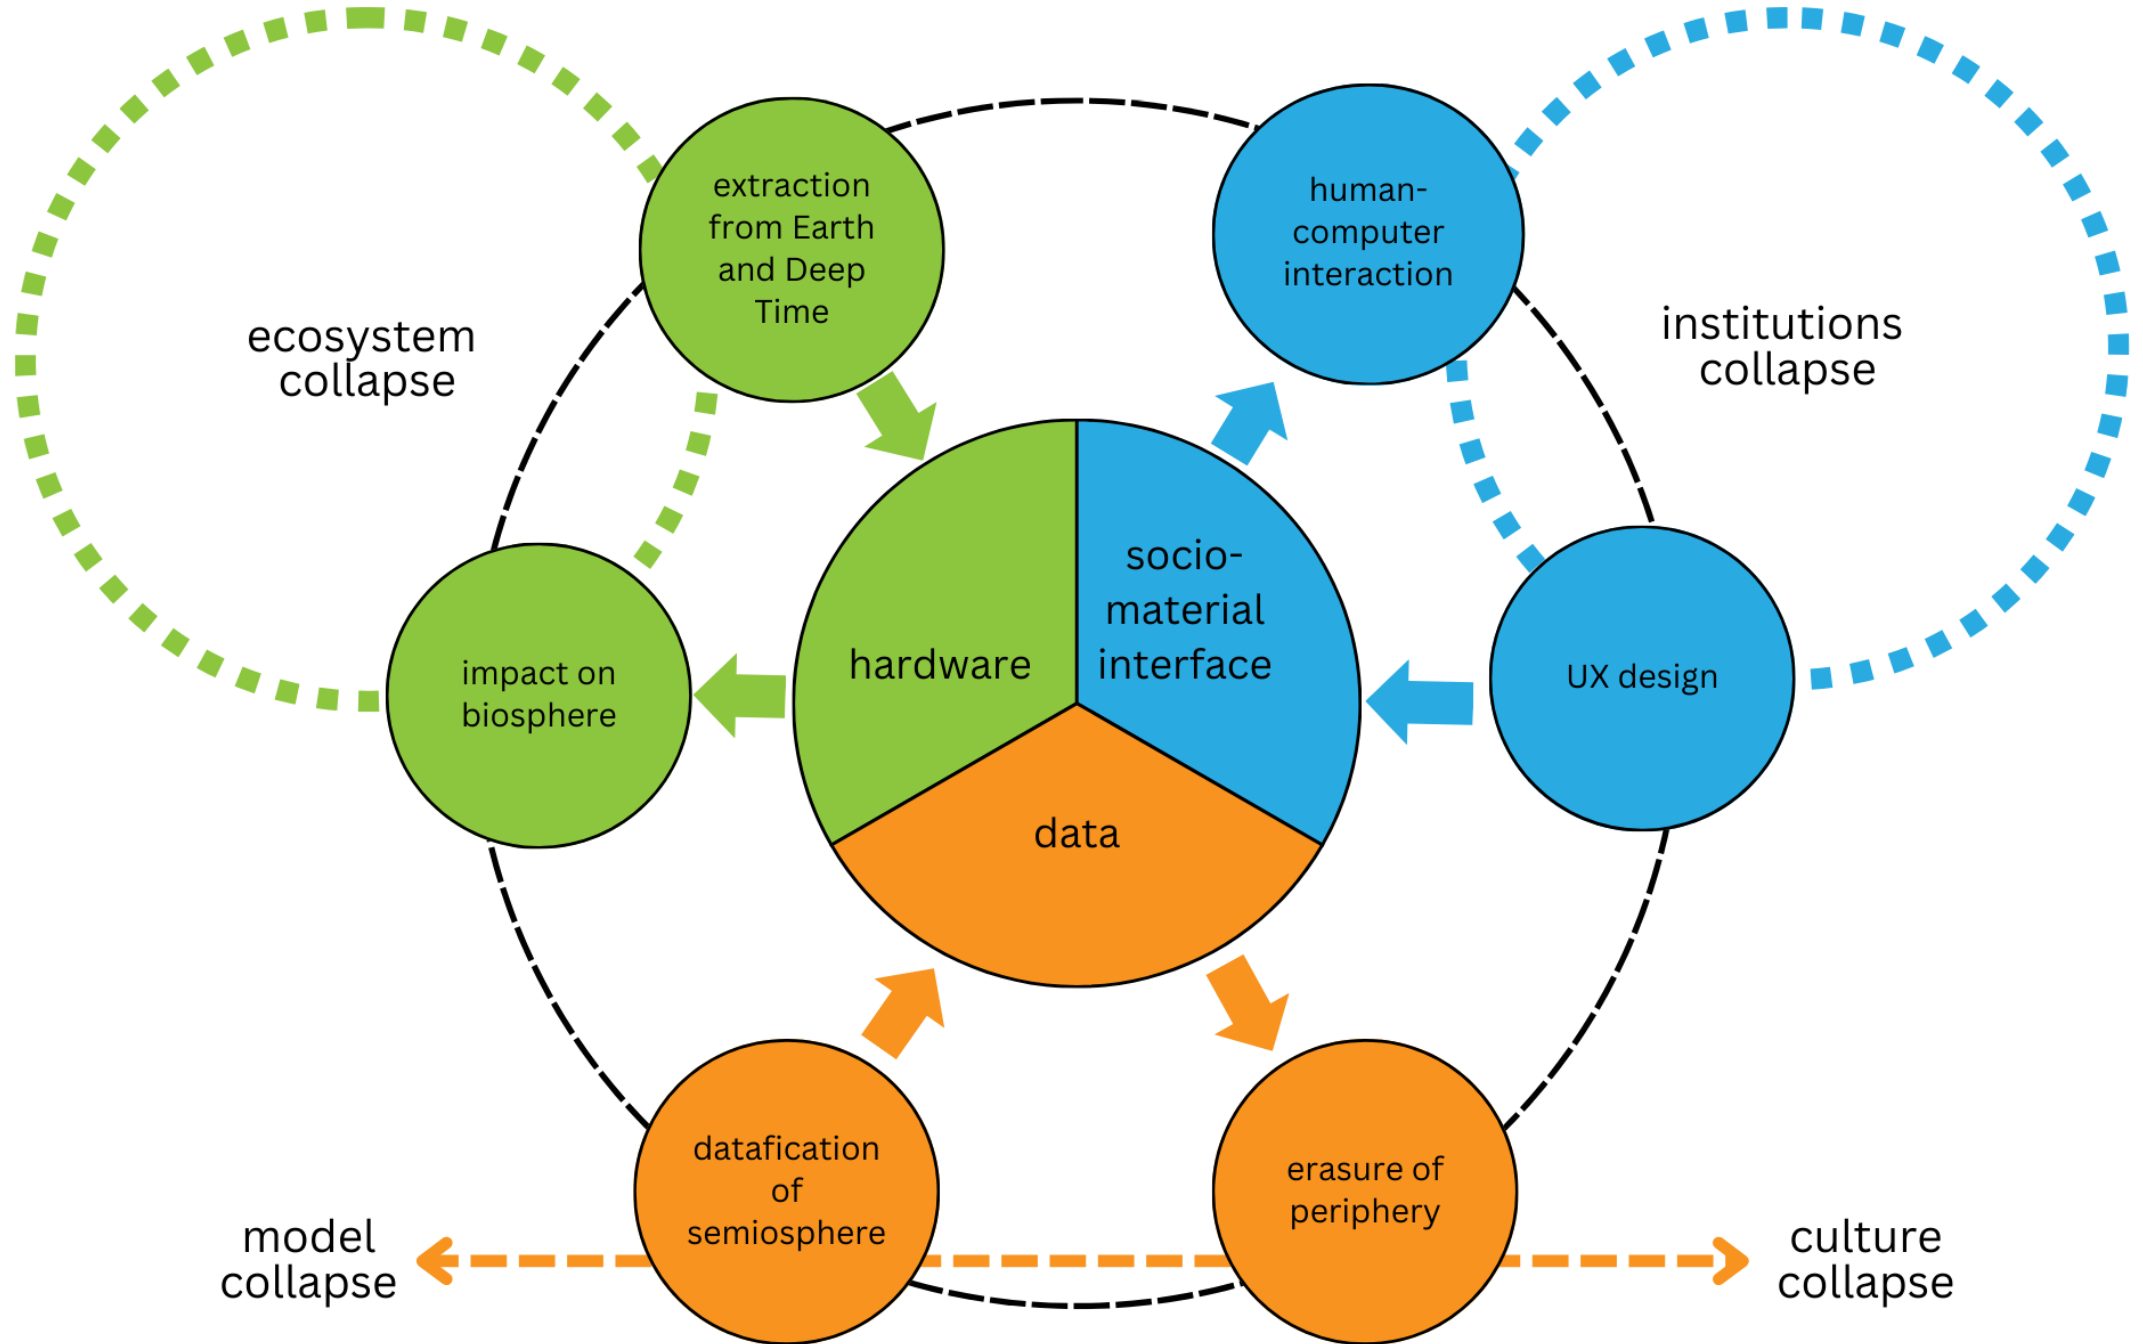 extraction
from Earth
and Deep
Time
human-
computer
interaction
ecosystem
collapse
institutions
collapse
socio-
material
interface
hardware
impact on
biosphere
UX design
data
datafication
of
semiosphere
erasure of
periphery
model
collapse
culture
collapse